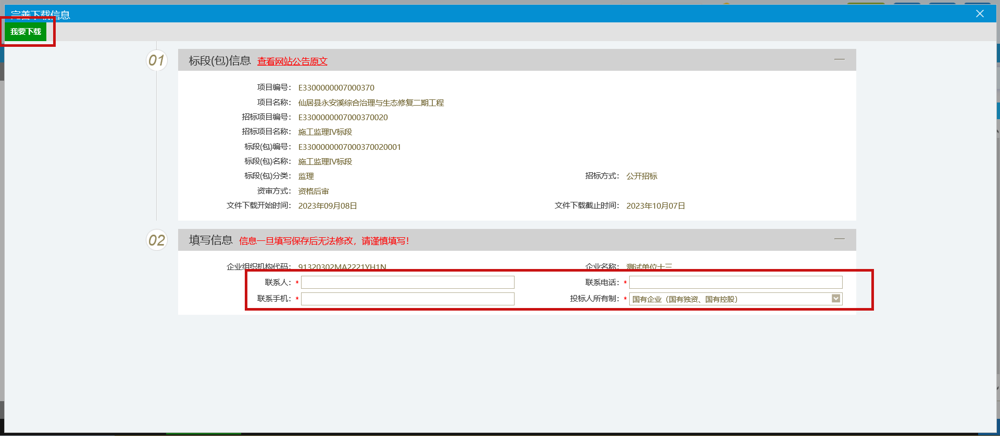 完善下载信息
我要下载
01
标段(包)信息 查看网站公告原文
项目编号： E3300000007000370
项目名称： 仙居县永安溪综合治理与生态修复二期工程
招标项目编号： E3300000007000370020
招标项目名称： 施工监理IV标段
标段(包)编号： E3300000007000370020001
标段(包)名称： 施工监理IV标段
标段(包)分类： 监理 招标方式： 公开招标
资审方式： 资格后审
文件下载开始时间： 2023年09月08日 文件下载截止时间： 2023年10月07日
02
填写信息 信息一旦填写保存后无法修改，请谨慎填写！
企业组织机构代码： 91320302MA2221YH1N 企业名称： 测试单位十三
联系人：* 联系电话：*
联系手机：* 投标人所有制：* 国有企业（国有独资、国有控股）